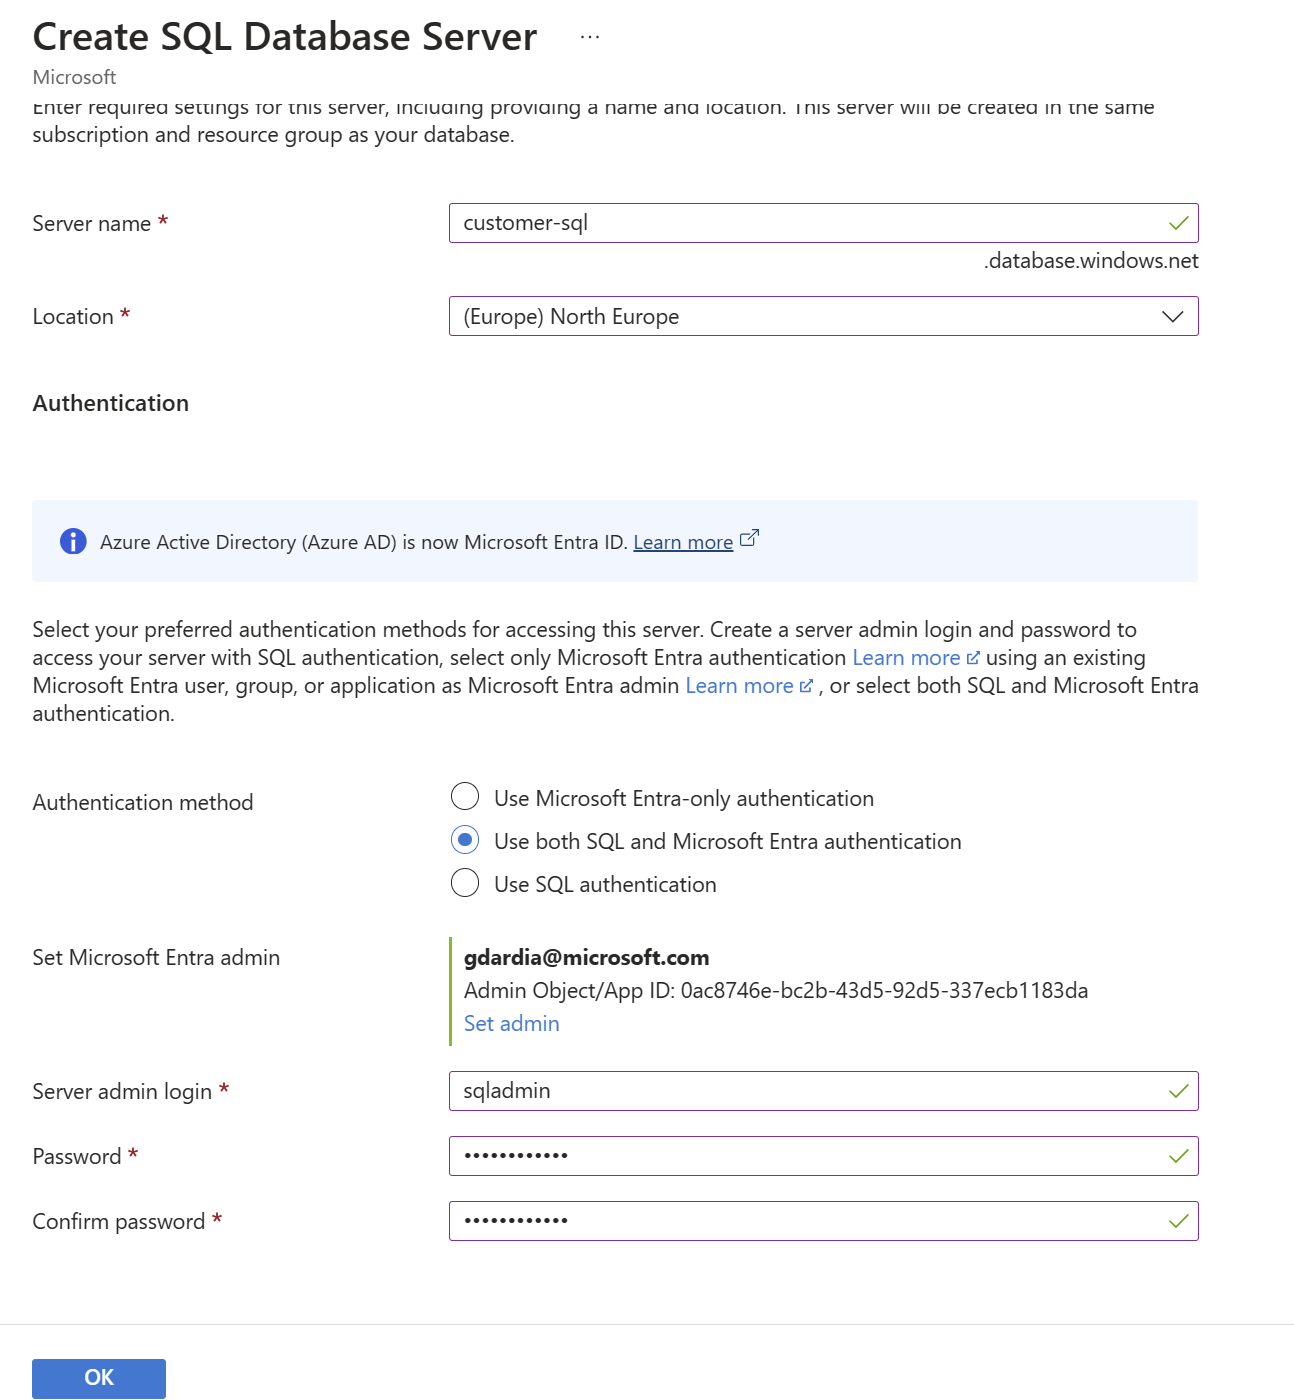 Create SQL Database Server ...
Microsoft
Enter required settings for this server, including providing a name and location. This server will be created in the same
subscription and resource group as your database.
Server name *
customer-sql
.database.windows.net
Location *
(Europe) North Europe
Authentication
Azure Active Directory (Azure AD) is now Microsoft Entra ID. Learn more
Select your preferred authentication methods for accessing this server. Create a server admin login and password to
access your server with SQL authentication, select only Microsoft Entra authentication Learn more using an existing
Microsoft Entra user, group, or application as Microsoft Entra admin Learn more , or select both SQL and Microsoft Entra
authentication.
Authentication method
Use Microsoft Entra-only authentication
Use both SQL and Microsoft Entra authentication
Use SQL authentication
Set Microsoft Entra admin
gdardia@microsoft.com
Admin Object/App ID: 0ac8746e-bc2b-43d5-92d5-337ecb1183da
Set admin
Server admin login *
sqladmin
Password *
••••••••••••
Confirm password *
••••••••••••
OK